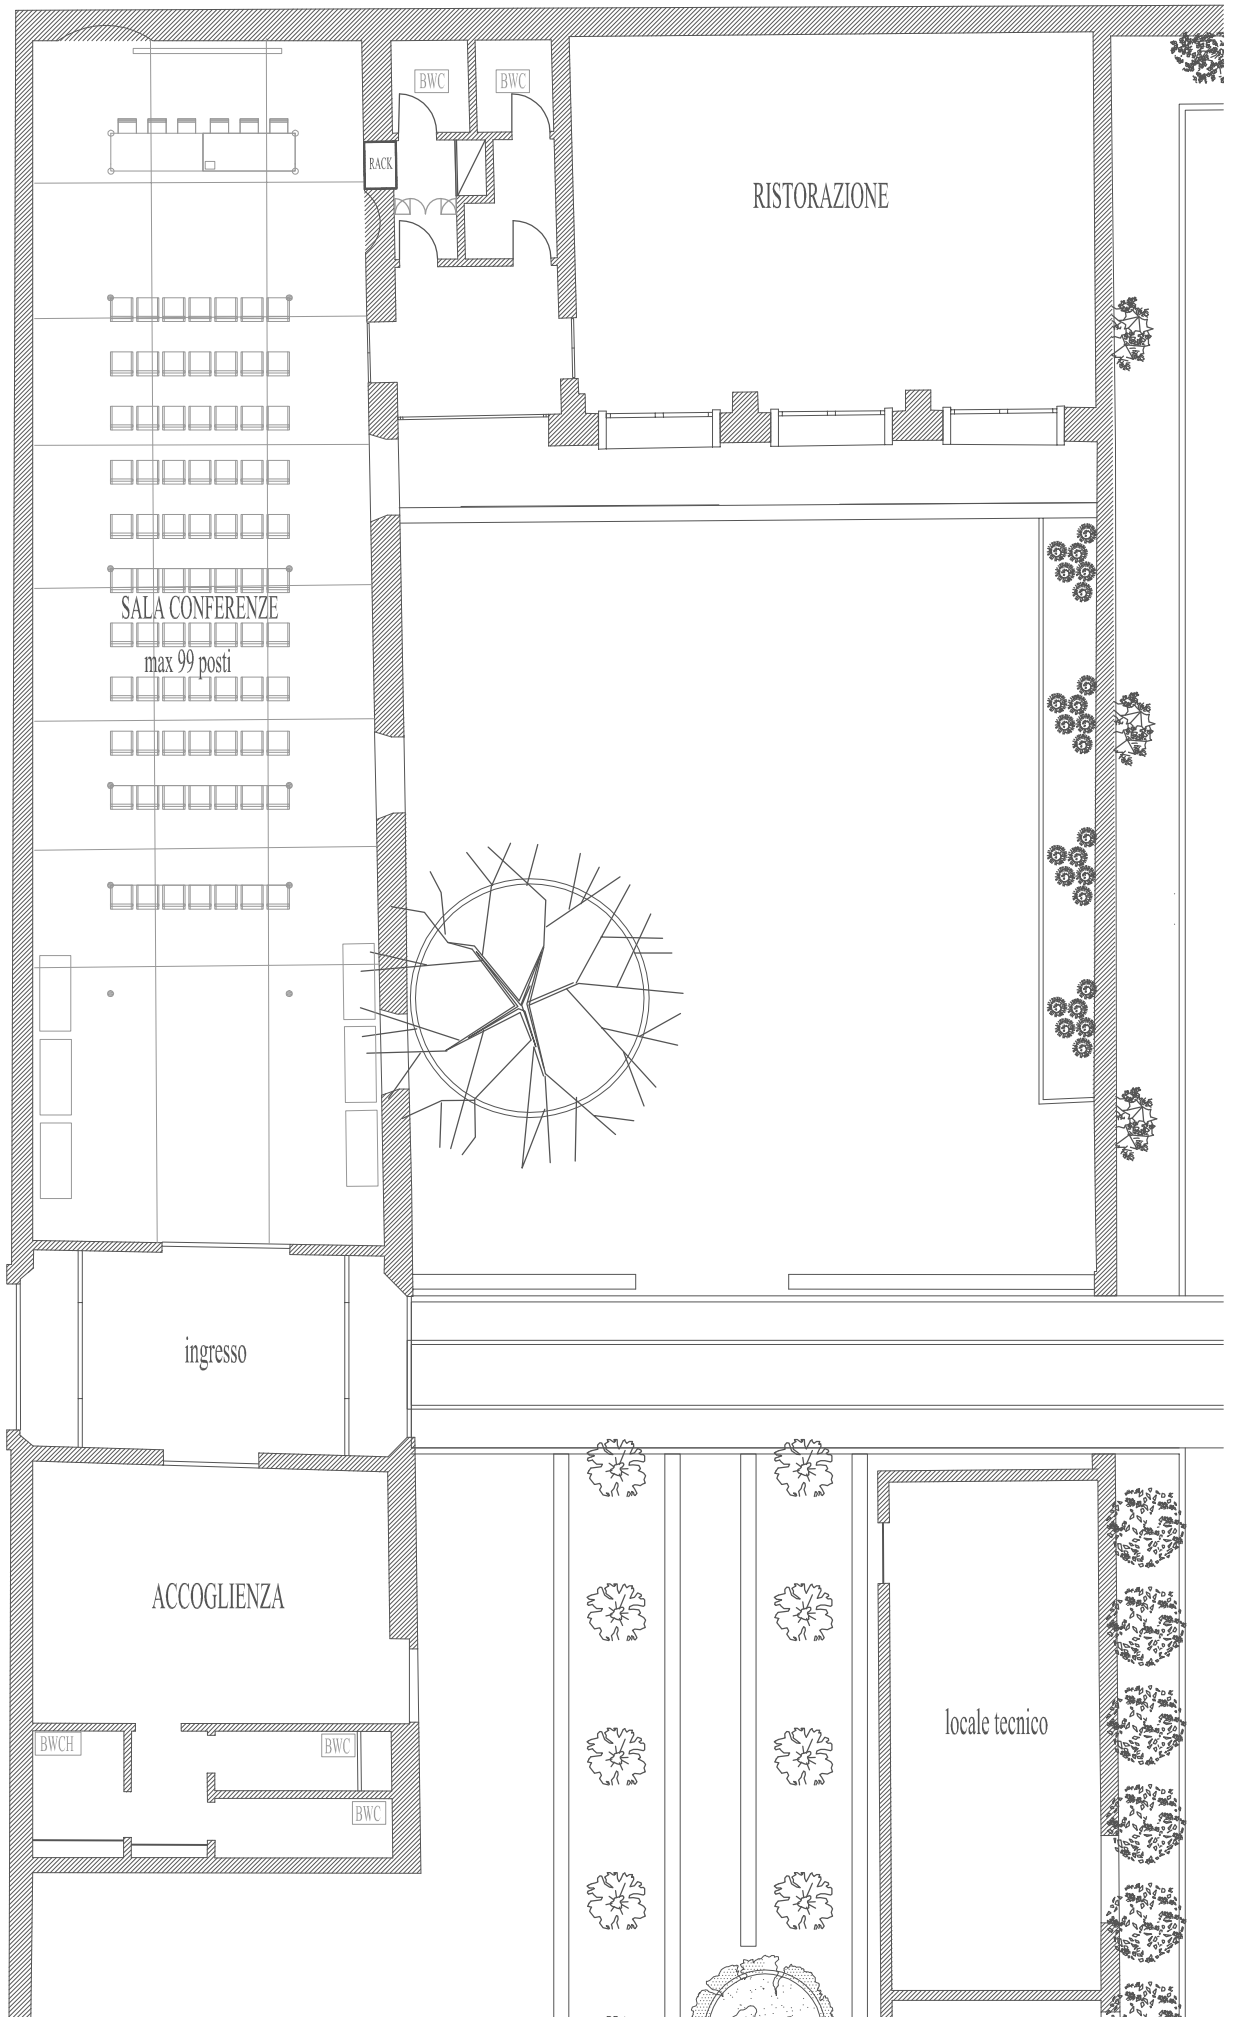 BWC
BWC
RACK
RISTORAZIONE
SALA CONFERENZE
max 99 posti
ingresso
ACCOGLIENZA
locale tecnico
BWCH
BWC
BWC